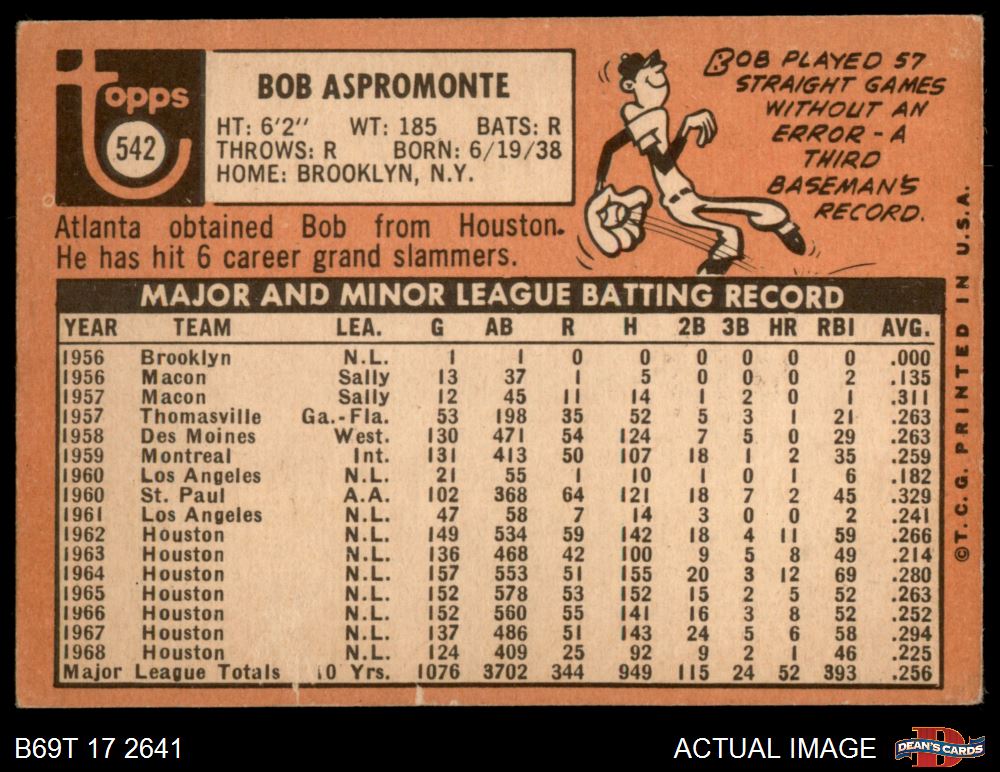 topps
542
BOB ASPROMONTE
HT: 6'2" WT: 185 BATS: R
THROWS: R BORN: 6/19/38
HOME: BROOKLYN, N.Y.
BOB PLAYED 57
STRAIGHT GAMES
WITHOUT AN
ERROR - A
THIRD
BASEMAN'S
RECORD.
Atlanta obtained Bob from Houston.
He has hit 6 career grand slammers.
MAJOR AND MINOR LEAGUE BATTING RECORD
YEAR TEAM LEA. G AB R H 2B 3B HR RBI AVG.
1956 Brooklyn N.L. 1 1 0 0 0 0 0 0 .000
1956 Macon Sally 13 37 1 5 0 0 0 2 .135
1957 Macon Sally 12 45 11 14 1 2 0 1 .311
1957 Thomasville Ga.-Fla. 53 198 35 52 5 3 1 21 .263
1958 Des Moines West. 130 471 54 124 7 5 0 29 .263
1959 Montreal Int. 131 413 50 107 18 1 2 35 .259
1960 Los Angeles N.L. 21 55 1 10 1 0 1 6 .182
1960 St. Paul A.A. 102 368 64 121 18 7 2 45 .329
1961 Los Angeles N.L. 47 58 7 14 3 0 0 2 .241
1962 Houston N.L. 149 534 59 142 18 4 11 59 .266
1963 Houston N.L. 136 468 42 100 9 5 8 49 .214
1964 Houston N.L. 157 553 51 155 20 3 12 69 .280
1965 Houston N.L. 152 578 53 152 15 2 5 52 .263
1966 Houston N.L. 152 560 55 141 16 3 8 52 .252
1967 Houston N.L. 137 486 51 143 24 5 6 58 .294
1968 Houston N.L. 124 409 25 92 9 2 1 46 .225
Major League Totals 10 Yrs. 1076 3702 344 949 115 24 52 393 .256
©T.C.G. PRINTED IN U.S.A.
B69T 17 2641
ACTUAL IMAGE
D
DEAN'S CARDS